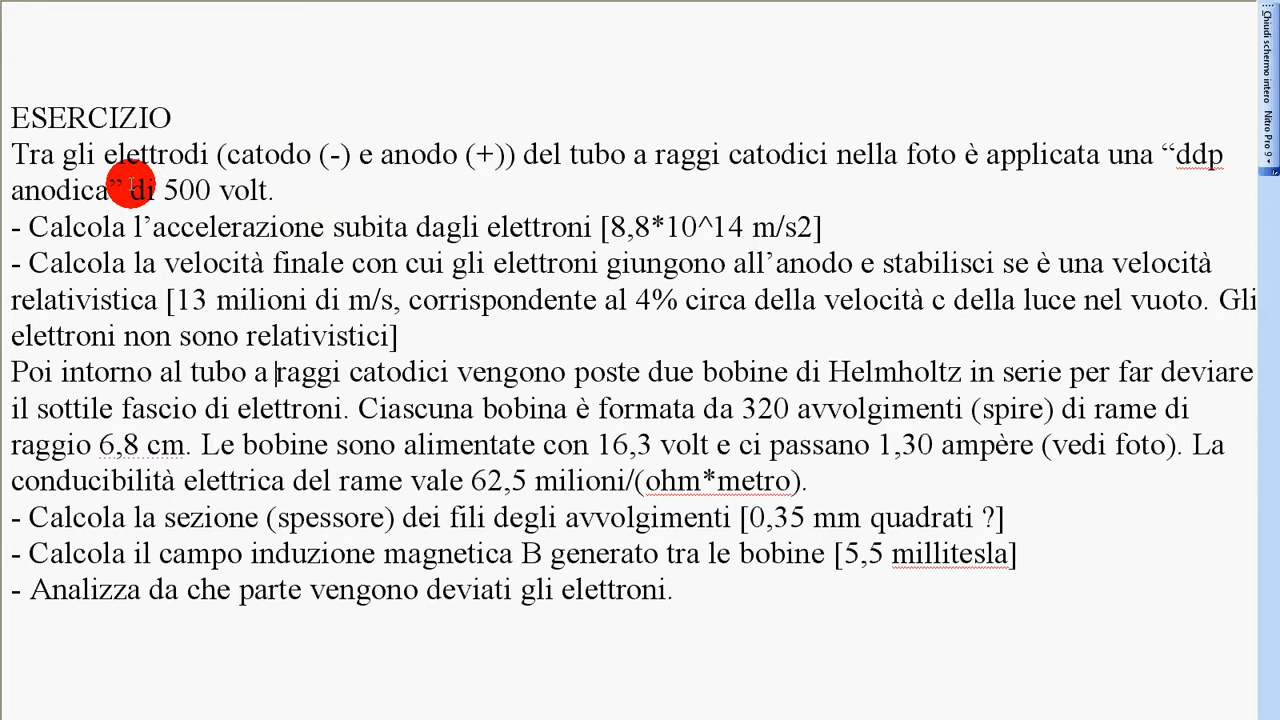 ESERCIZIO
Tra gli elettrodi (catodo (-) e anodo (+)) del tubo a raggi catodici nella foto è applicata una “ddp
anodica” di 500 volt.
- Calcola l’accelerazione subita dagli elettroni [8,8*10^14 m/s2]
- Calcola la velocità finale con cui gli elettroni giungono all’anodo e stabilisci se è una velocità
relativistica [13 milioni di m/s, corrispondente al 4% circa della velocità c della luce nel vuoto. Gli
elettroni non sono relativistici]
Poi intorno al tubo a raggi catodici vengono poste due bobine di Helmholtz in serie per far deviare
il sottile fascio di elettroni. Ciascuna bobina è formata da 320 avvolgimenti (spire) di rame di
raggio 6,8 cm. Le bobine sono alimentate con 16,3 volt e ci passano 1,30 ampère (vedi foto). La
conducibilità elettrica del rame vale 62,5 milioni/(ohm*metro).
- Calcola la sezione (spessore) dei fili degli avvolgimenti [0,35 mm quadrati ?]
- Calcola il campo induzione magnetica B generato tra le bobine [5,5 millitesla]
- Analizza da che parte vengono deviati gli elettroni.
Chiudi schermo intero
Nitro Pro 9